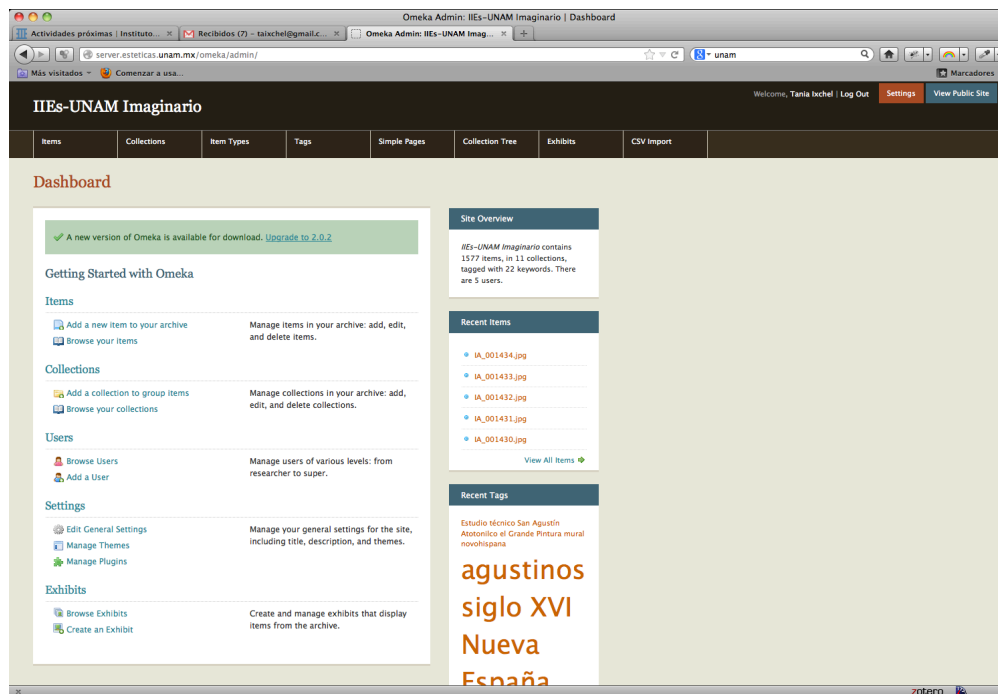 Omeka Admin: IIEs-UNAM Imaginario | Dashboard
Actividades próximas | Instituto... × Recibidos (7) – taixchel@gmail.c... × Omeka Admin: IIEs-UNAM Imag... × +
server.esteticas.unam.mx/omeka/admin/ unam
Más visitados Comenzar a usa... Marcadores
Welcome, Tania Ixchel | Log Out Settings View Public Site
IIEs-UNAM Imaginario
Items Collections Item Types Tags Simple Pages Collection Tree Exhibits CSV Import
Dashboard
A new version of Omeka is available for download. Upgrade to 2.0.2
Getting Started with Omeka
Items
Add a new item to your archive
Browse your items
Manage items in your archive: add, edit,
and delete items.
Collections
Add a collection to group items
Browse your collections
Manage collections in your archive: add,
edit, and delete collections.
Users
Browse Users
Add a User
Manage users of various levels: from
researcher to super.
Settings
Edit General Settings
Manage Themes
Manage Plugins
Manage your general settings for the site,
including title, description, and themes.
Exhibits
Browse Exhibits
Create an Exhibit
Create and manage exhibits that display
items from the archive.
Site Overview
IIEs-UNAM Imaginario contains
1577 items, in 11 collections,
tagged with 22 keywords. There
are 5 users.
Recent Items
IA_001434.jpg
IA_001433.jpg
IA_001432.jpg
IA_001431.jpg
IA_001430.jpg
View All Items
Recent Tags
Estudio técnico San Agustín
Atotonilco el Grande Pintura mural
novohispana
agustinos
siglo XVI
Nueva
España
× zotero